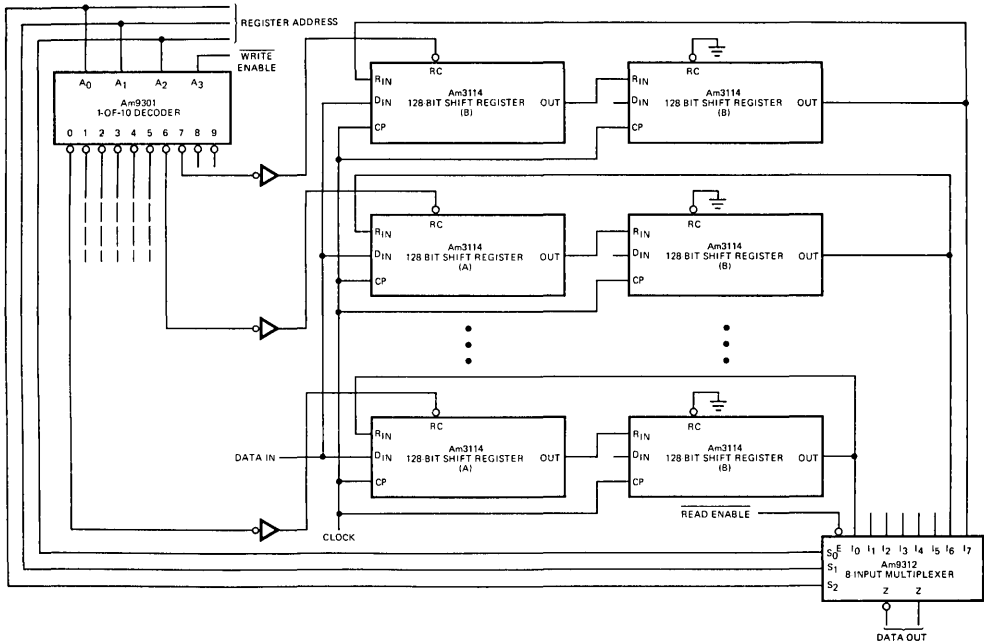 REGISTER ADDRESS
WRITE
ENABLE
A0 A1 A2 A3
Am9301
1-OF-10 DECODER
0 1 2 3 4 5 6 7 8 9
RC
RIN
DIN
CP
Am3114
128 BIT SHIFT REGISTER
(B)
OUT
RC
RIN
DIN
CP
Am3114
128 BIT SHIFT REGISTER
(B)
OUT
RC
RIN
DIN
CP
Am3114
128 BIT SHIFT REGISTER
(A)
OUT
RC
RIN
DIN
CP
Am3114
128 BIT SHIFT REGISTER
(B)
OUT
DATA IN
RC
RIN
DIN
CP
Am3114
128-BIT SHIFT REGISTER
(A)
OUT
RC
RIN
DIN
CP
Am3114
128 BIT SHIFT REGISTER
(B)
OUT
CLOCK
READ ENABLE
E I0 I1 I2 I3 I4 I5 I6 I7
S0
S1
S2
Am9312
8 INPUT MULTIPLEXER
Z Z
DATA OUT